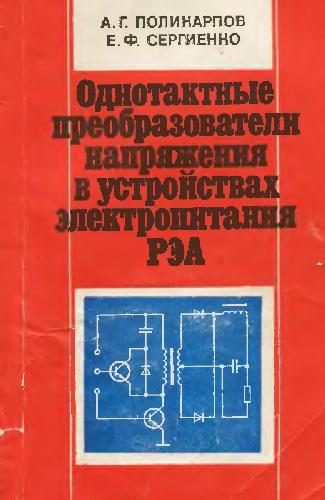 А. Г. ПОЛИКАРПОВ
Е. Ф. СЕРГИЕНКО
Однотактные
преобразователи
напряжения
в устройствах
электропитания
РЭА